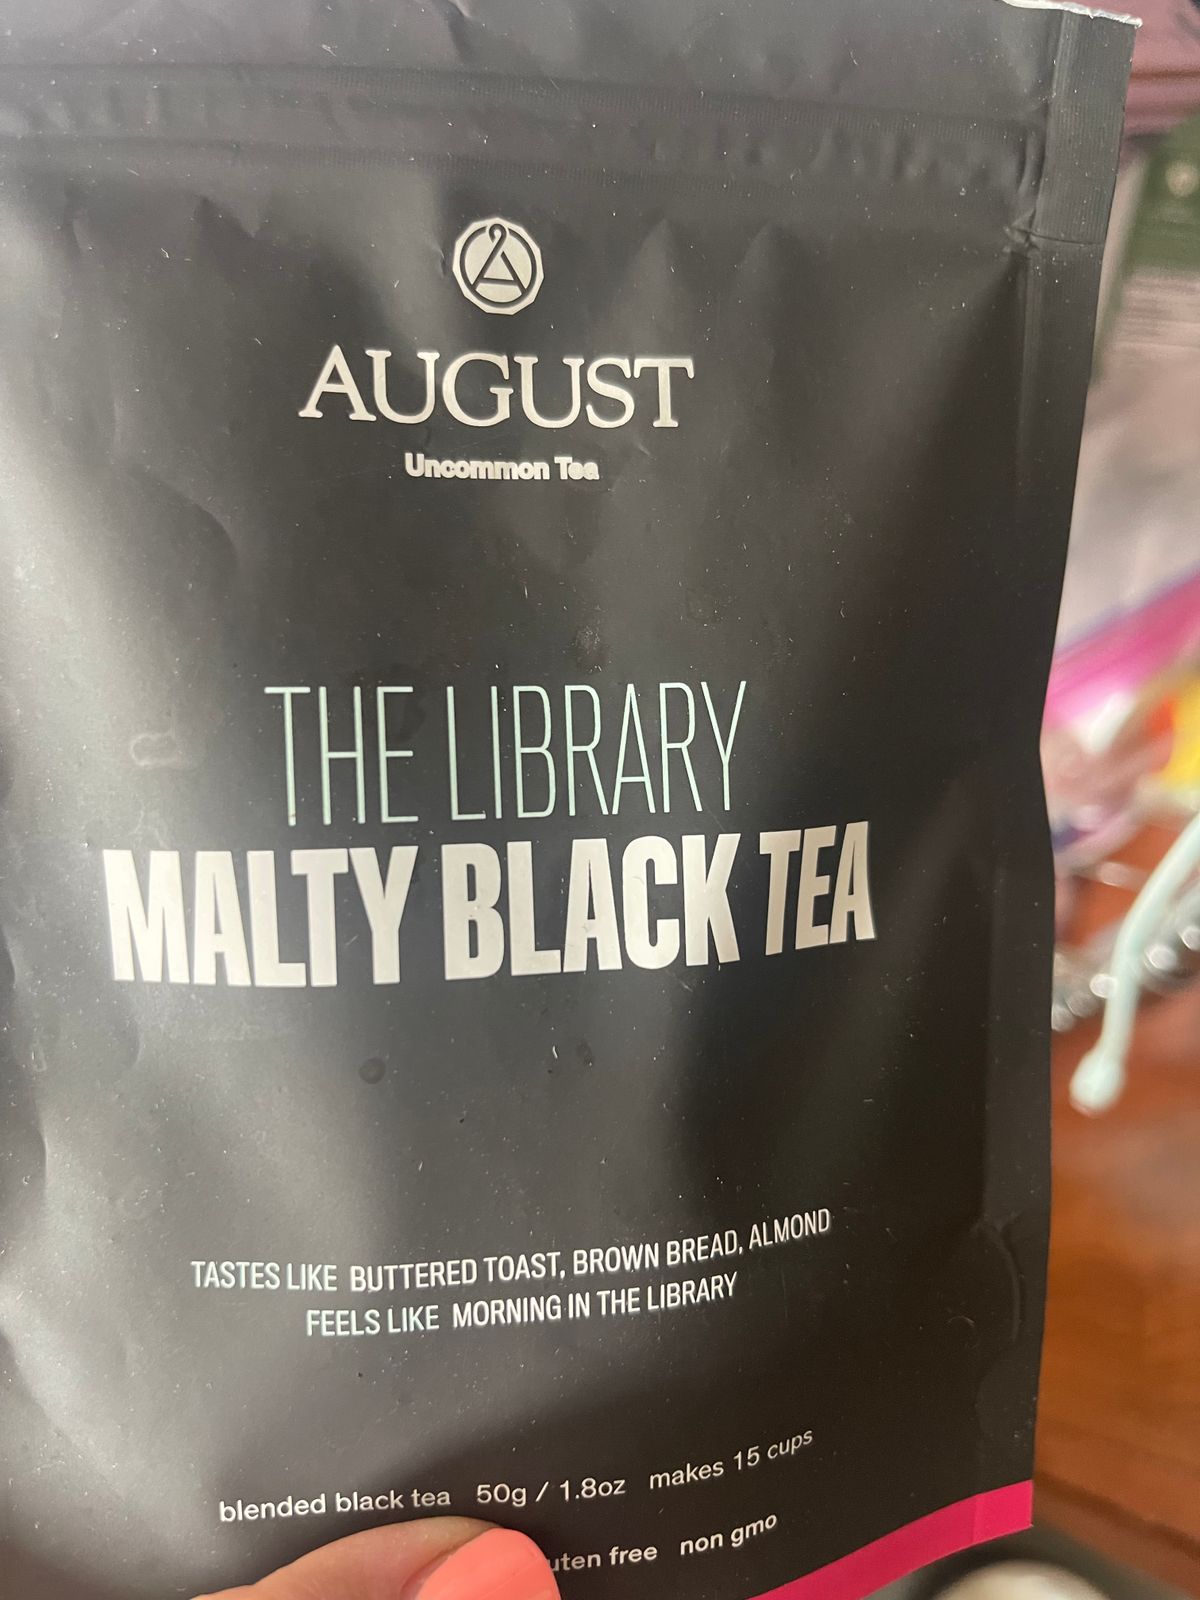 AUGUST
Uncommon Tea
THE LIBRARY
MALTY BLACK TEA
TASTES LIKE BUTTERED TOAST, BROWN BREAD, ALMOND
FEELS LIKE MORNING IN THE LIBRARY
blended black tea 50g / 1.8oz makes 15 cups
free non gmo